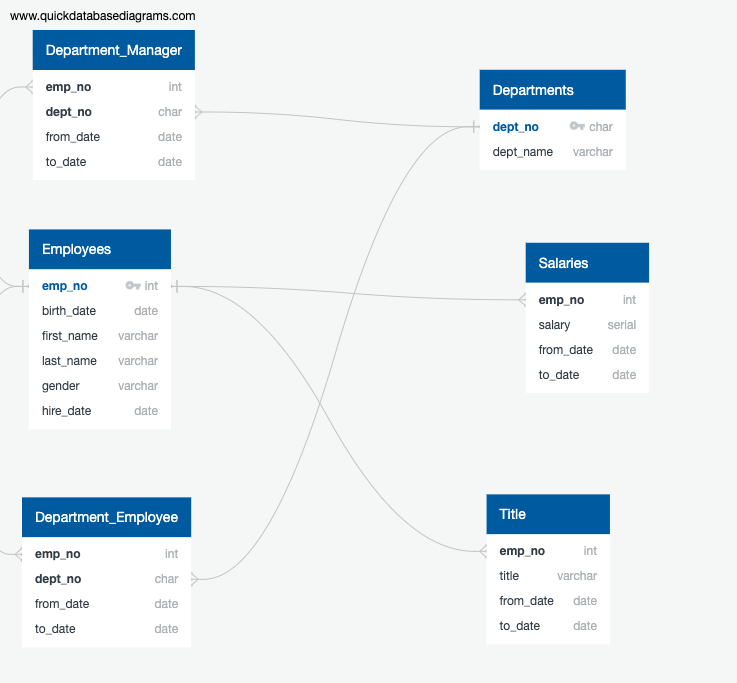 www.quickdatabasediagrams.com
Department_Manager
emp_no int
dept_no char
from_date date
to_date date
Departments
dept_no char
dept_name varchar
Employees
emp_no int
birth_date date
first_name varchar
last_name varchar
gender varchar
hire_date date
Salaries
emp_no int
salary serial
from_date date
to_date date
Department_Employee
emp_no int
dept_no char
from_date date
to_date date
Title
emp_no int
title varchar
from_date date
to_date date